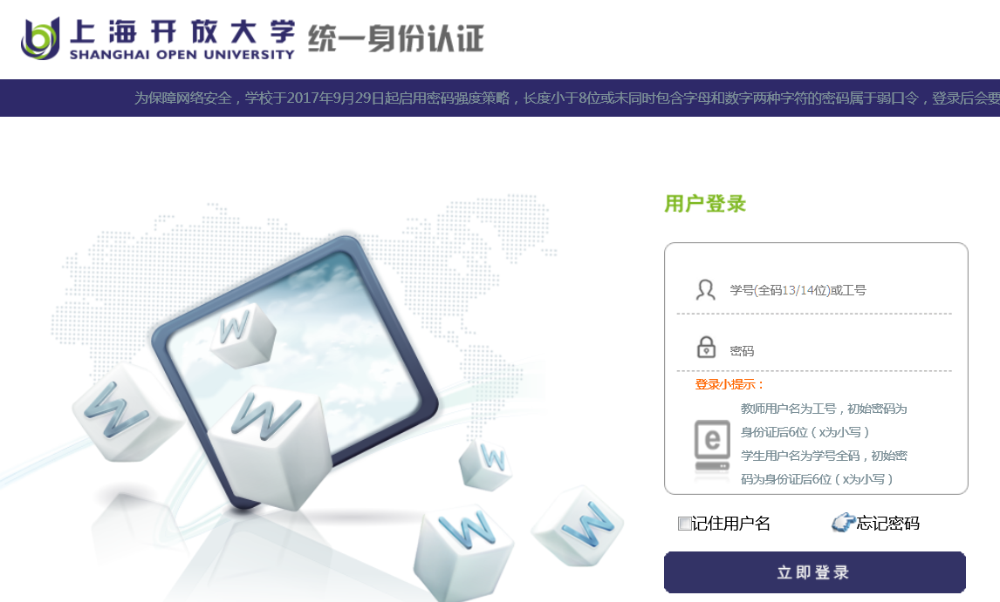 上海开放大学
SHANGHAI OPEN UNIVERSITY
统一身份认证
为保障网络安全，学校于2017年9月29日起启用密码强度策略，长度小于8位或未同时包含字母和数字两种字符的密码属于弱口令，登录后会要
用户登录
学号(全码13/14位)或工号
密码
登录小提示：
教师用户名为工号，初始密码为
身份证后6位（x为小写）
学生用户名为学号全码，初始密
码为身份证后6位（x为小写）
e
记住用户名
忘记密码
立即登录
W
W
W
W
W
W